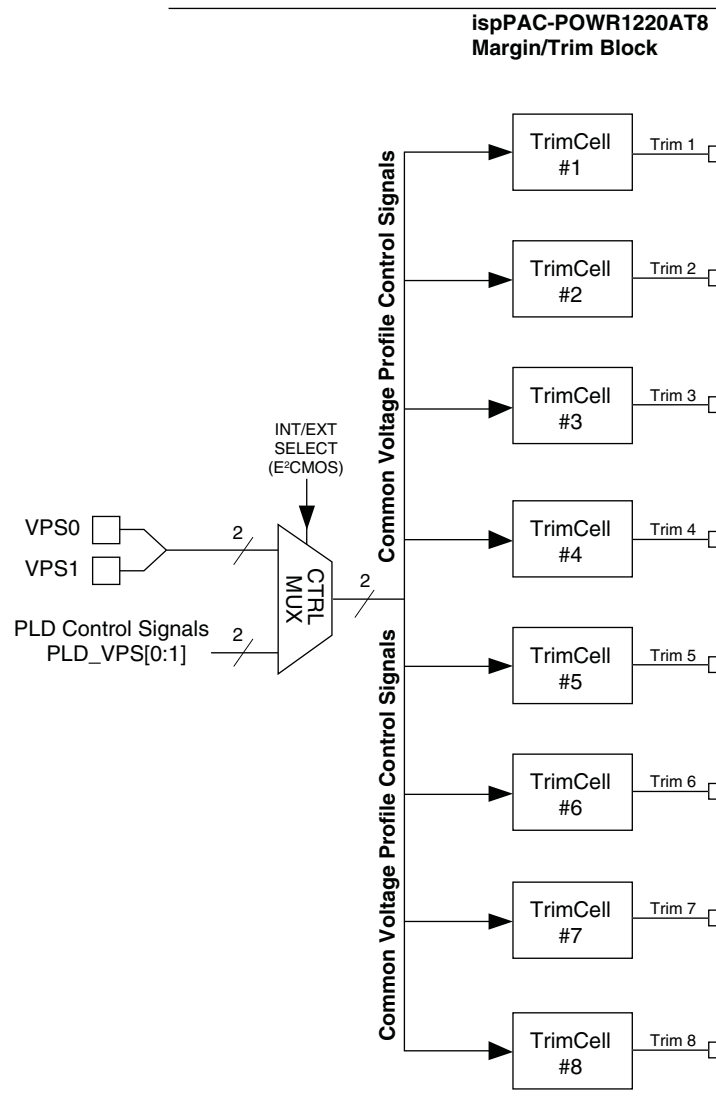 ispPAC-POWR1220AT8
Margin/Trim Block
Common Voltage Profile Control Signals
TrimCell
#1
Trim 1
TrimCell
#2
Trim 2
TrimCell
#3
Trim 3
INT/EXT
SELECT
(E²CMOS)
VPS0
VPS1
2
CTRL
MUX
2
TrimCell
#4
Trim 4
PLD Control Signals
PLD_VPS[0:1]
2
Common Voltage Profile Control Signals
TrimCell
#5
Trim 5
TrimCell
#6
Trim 6
TrimCell
#7
Trim 7
TrimCell
#8
Trim 8